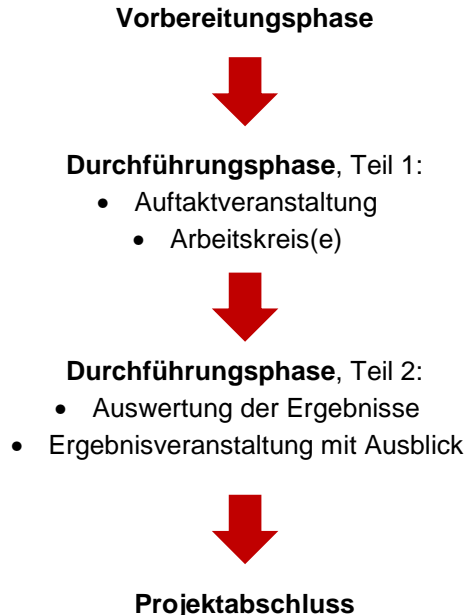 Vorbereitungsphase
Durchführungsphase, Teil 1:
• Auftaktveranstaltung
• Arbeitskreis(e)
Durchführungsphase, Teil 2:
• Auswertung der Ergebnisse
• Ergebnisveranstaltung mit Ausblick
Projektabschluss